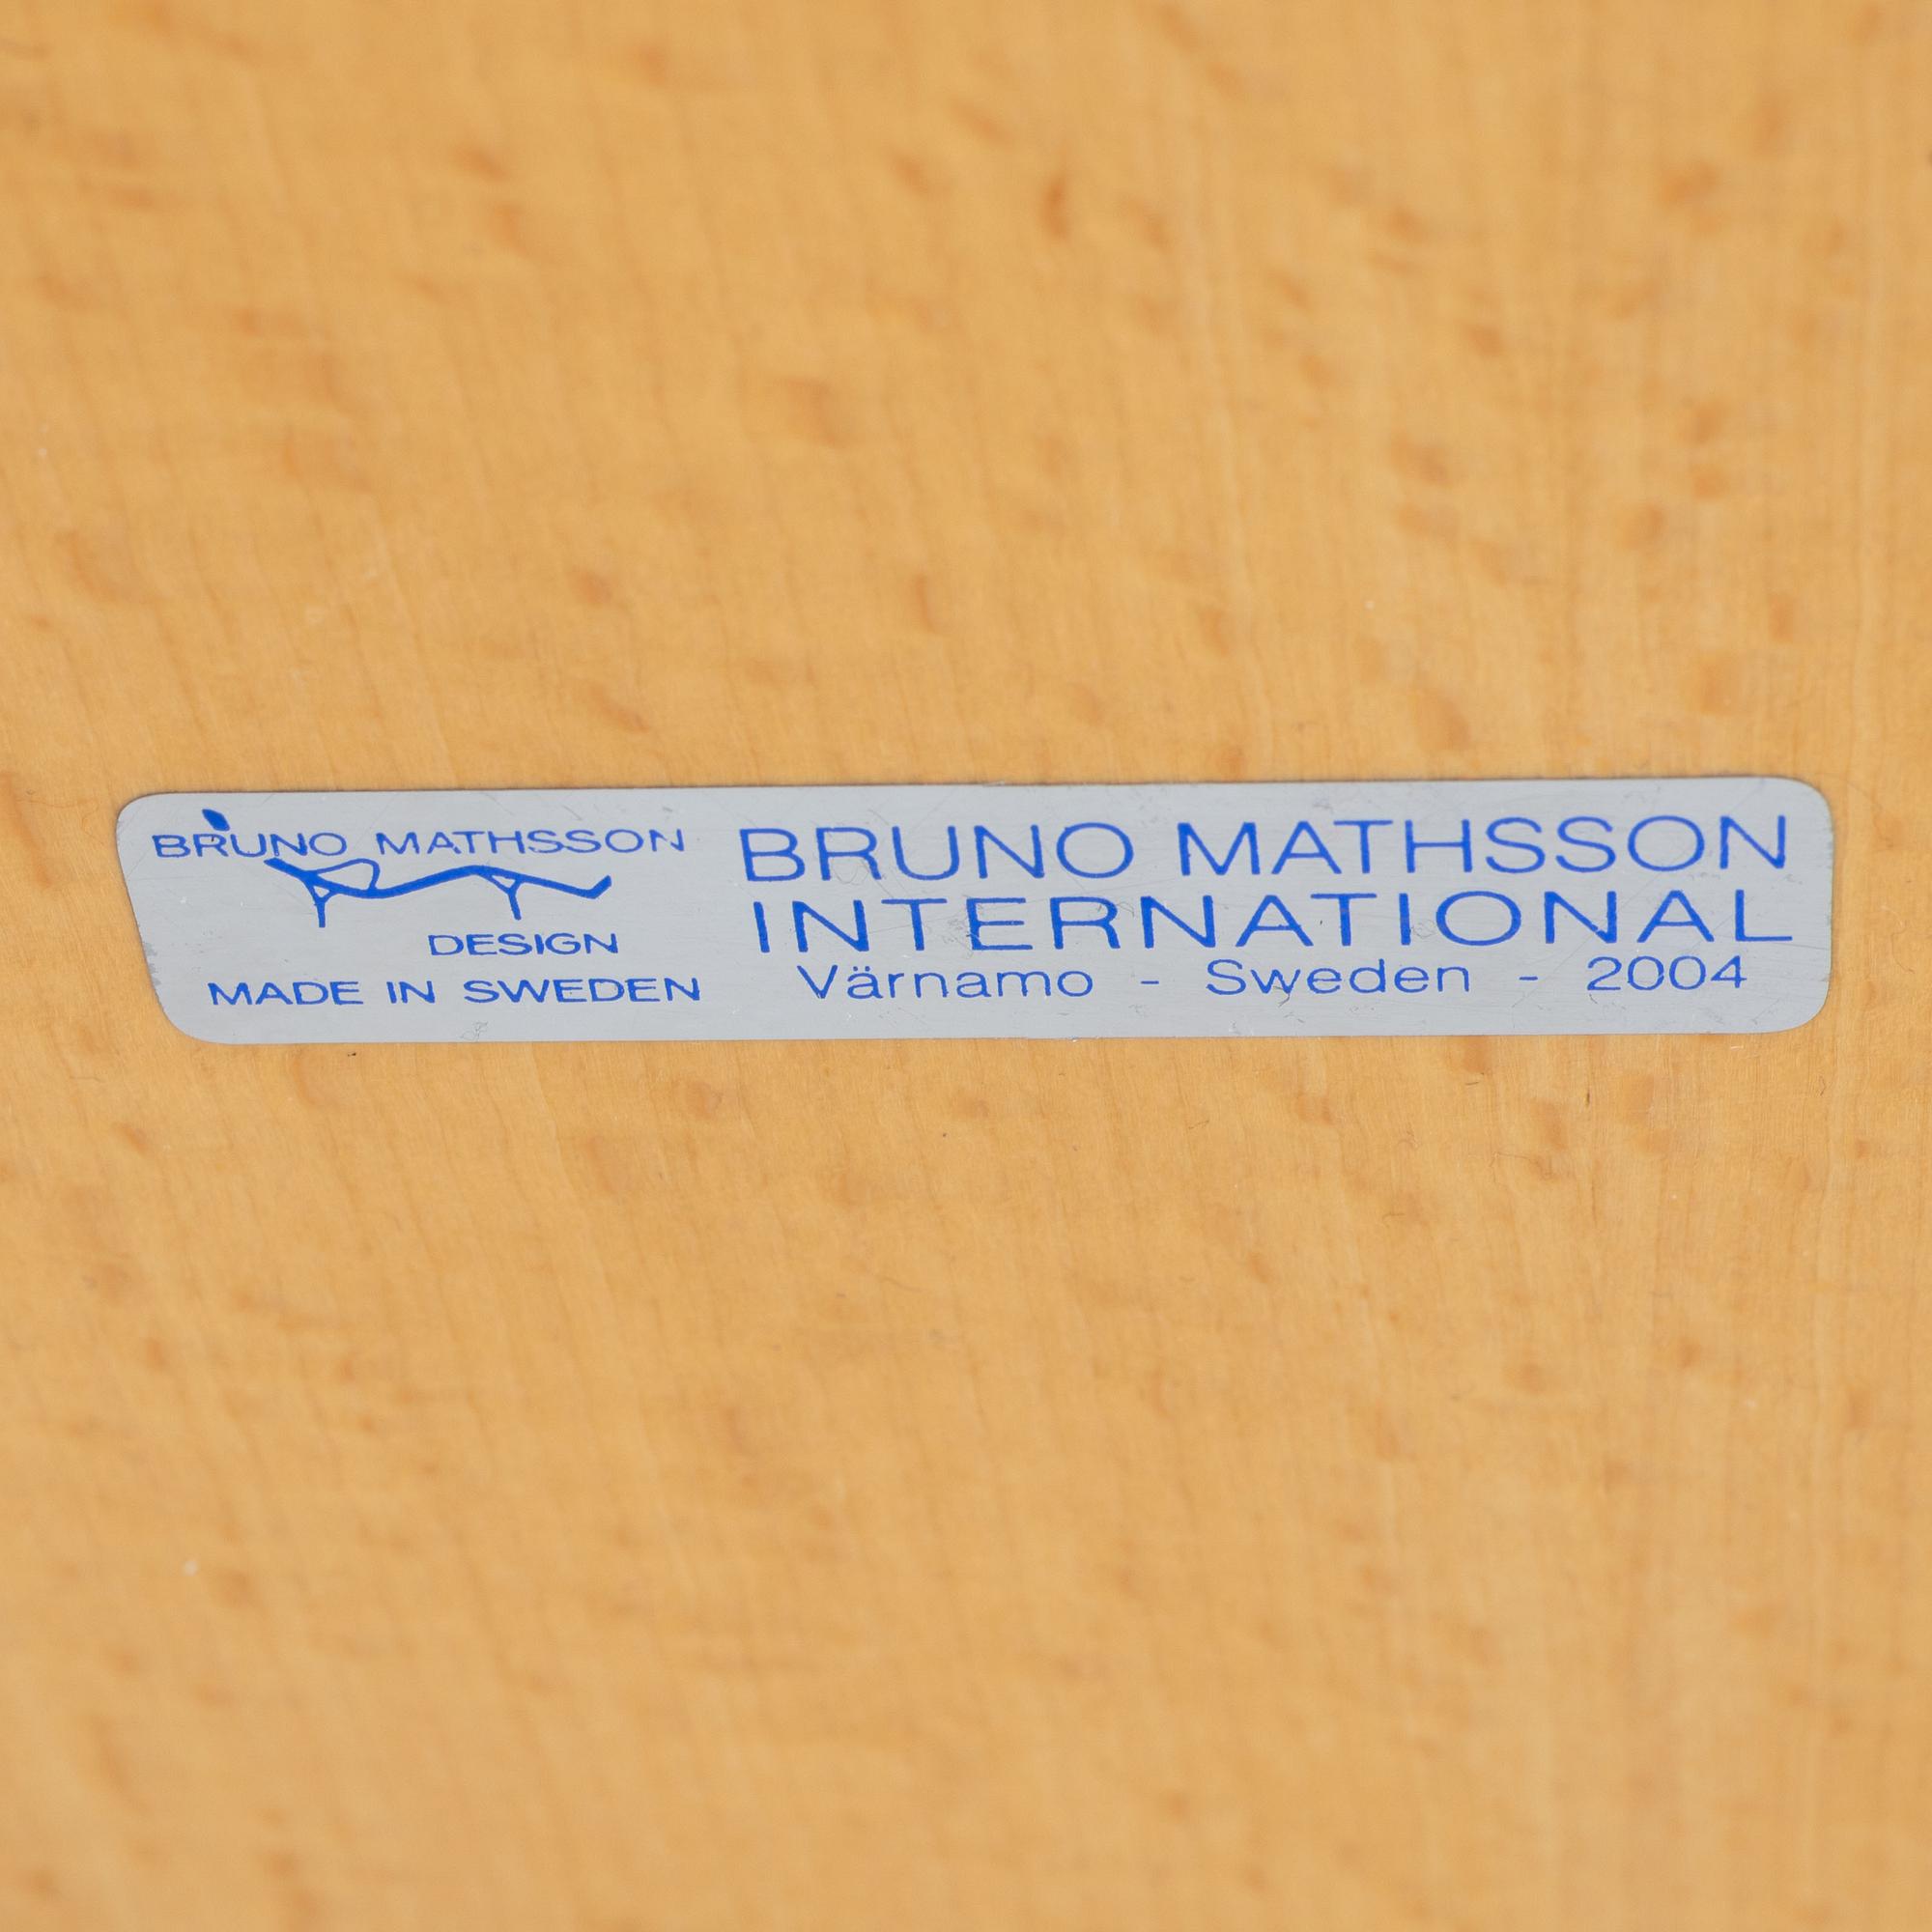 BRUNO MATHSSON
DESIGN
MADE IN SWEDEN
BRUNO MATHSSON
INTERNATIONAL
Värnamo - Sweden - 2004